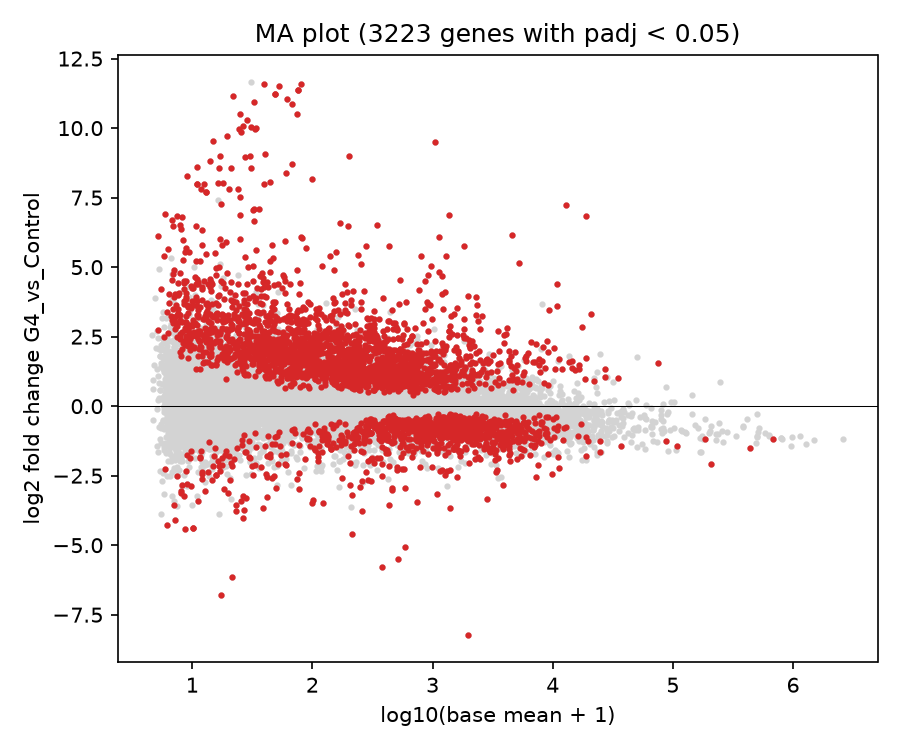 MA plot (3223 genes with padj < 0.05)
12.5
10.0
7.5
5.0
2.5
0.0
−2.5
−5.0
−7.5
log2 fold change G4_vs_Control
1 2 3 4 5 6
log10(base mean + 1)